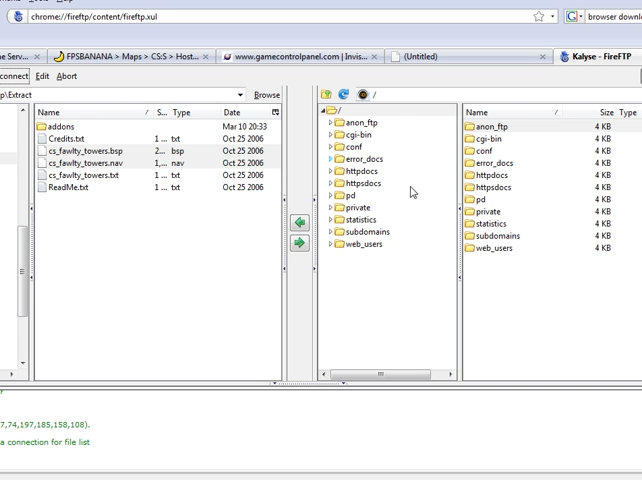 chrome://fireftp/content/fireftp.xul
browser downl
e Serv...
FPSBANANA > Maps > CS:S > Host...
www.gamecontrolpanel.com | Invis...
(Untitled)
Kalyse - FireFTP
connect Edit Abort
p\Extract
Browse
/
Name S... Type Date
addons Mar 10 20:33
Credits.txt 1 ... txt Oct 25 2006
cs_fawlty_towers.bsp 2... bsp Oct 25 2006
cs_fawlty_towers.nav 1,... nav Oct 25 2006
cs_fawlty_towers.txt 1 ... txt Oct 25 2006
ReadMe.txt 1 ... txt Oct 25 2006
/
anon_ftp
cgi-bin
conf
error_docs
httpdocs
httpsdocs
pd
private
statistics
subdomains
web_users
Name Size Type
anon_ftp 4 KB
cgi-bin 4 KB
conf 4 KB
error_docs 4 KB
httpdocs 4 KB
httpsdocs 4 KB
pd 4 KB
private 4 KB
statistics 4 KB
subdomains 4 KB
web_users 4 KB
7,74,197,185,158,108).
a connection for file list